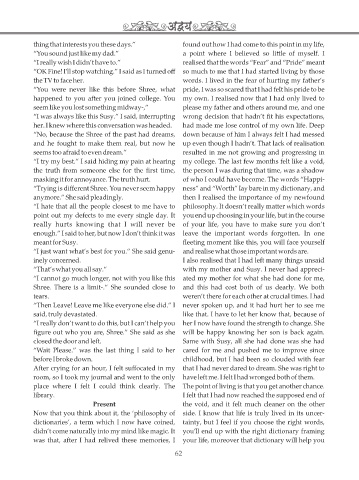 अद्वय
thing that interests you these days."
"You sound just like my dad."
"I really wish I didn't have to."
"OK Fine! I'll stop watching." I said as i turned off
the TV to face her.
"You were never like this before Shree, what
happened to you after you joined college. You
seem like you lost something midway-,"
"I was always like this Susy." I said, interrupting
her. I knew where this conversation was headed.
"No, because the Shree of the past had dreams,
and he fought to make them real, but now he
seems too afraid to even dream."
"I try my best." I said hiding my pain at hearing
the truth from someone else for the first time,
masking it for annoyance. The truth hurt.
"Trying is different Shree. You never seem happy
anymore." She said pleadingly.
"I hate that all the people closest to me have to
point out my defects to me every single day. It
really hurts knowing that I will never be
enough." I said to her, but now I don't think it was
meant for Susy.
"I just want what's best for you." She said genu-
inely concerned.
"That's what you all say."
"I cannot go much longer, not with you like this
Shree. There is a limit-." She sounded close to
tears.
"Then Leave! Leave me like everyone else did." I
said, truly devastated.
"I really don't want to do this, but I can't help you
figure out who you are, Shree." She said as she
closed the door and left.
"Wait Please," was the last thing I said to her
before I broke down.
After crying for an hour, I felt suffocated in my
room, so I took my journal and went to the only
place where I felt I could think clearly. The
library.
Present
Now that you think about it, the 'philosophy of
dictionaries', a term which I now have coined,
didn't come naturally into my mind like magic. It
was that, after I had relived these memories, I
found out how I had come to this point in my life,
a point where I believed so little of myself. I
realised that the words "Fear" and "Pride" meant
so much to me that I had started living by those
words. I lived in the fear of hurting my father's
pride, I was so scared that I had felt his pride to be
my own. I realised now that I had only lived to
please my father and others around me, and one
wrong decision that hadn't fit his expectations,
had made me lose control of my own life. Deep
down because of him I always felt I had messed
up even though I hadn't. That lack of realisation
resulted in me not growing and progressing in
my college. The last few months felt like a void,
the person I was during that time, was a shadow
of who I could have become. The words "Happi-
ness" and "Worth" lay bare in my dictionary, and
then I realised the importance of my newfound
philosophy. It doesn't really matter which words
you end up choosing in your life, but in the course
of your life, you have to make sure you don't
leave the important words forgotten. In one
fleeting moment like this, you will face yourself
and realise what those important words are.
I also realised that I had left many things unsaid
with my mother and Susy. I never had appreci-
ated my mother for what she had done for me,
and this had cost both of us dearly. We both
weren't there for each other at crucial times. I had
never spoken up, and it had hurt her to see me
like that. I have to let her know that, because of
her I now have found the strength to change. She
will be happy knowing her son is back again.
Same with Susy, all she had done was she had
cared for me and pushed me to improve since
childhood, but I had been so clouded with fear
that I had never dared to dream. She was right to
have left me. I felt I had wronged both of them.
The point of living is that you get another chance.
I felt that I had now reached the supposed end of
the void, and it felt much cleaner on the other
side. I know that life is truly lived in its uncer-
tainty, but I feel if you choose the right words,
you'll end up with the right dictionary framing
your life, moreover that dictionary will help you
62